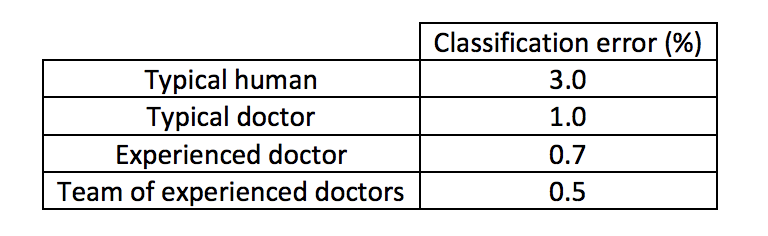 Classification error (%)
Typical human 3.0
Typical doctor 1.0
Experienced doctor 0.7
Team of experienced doctors 0.5